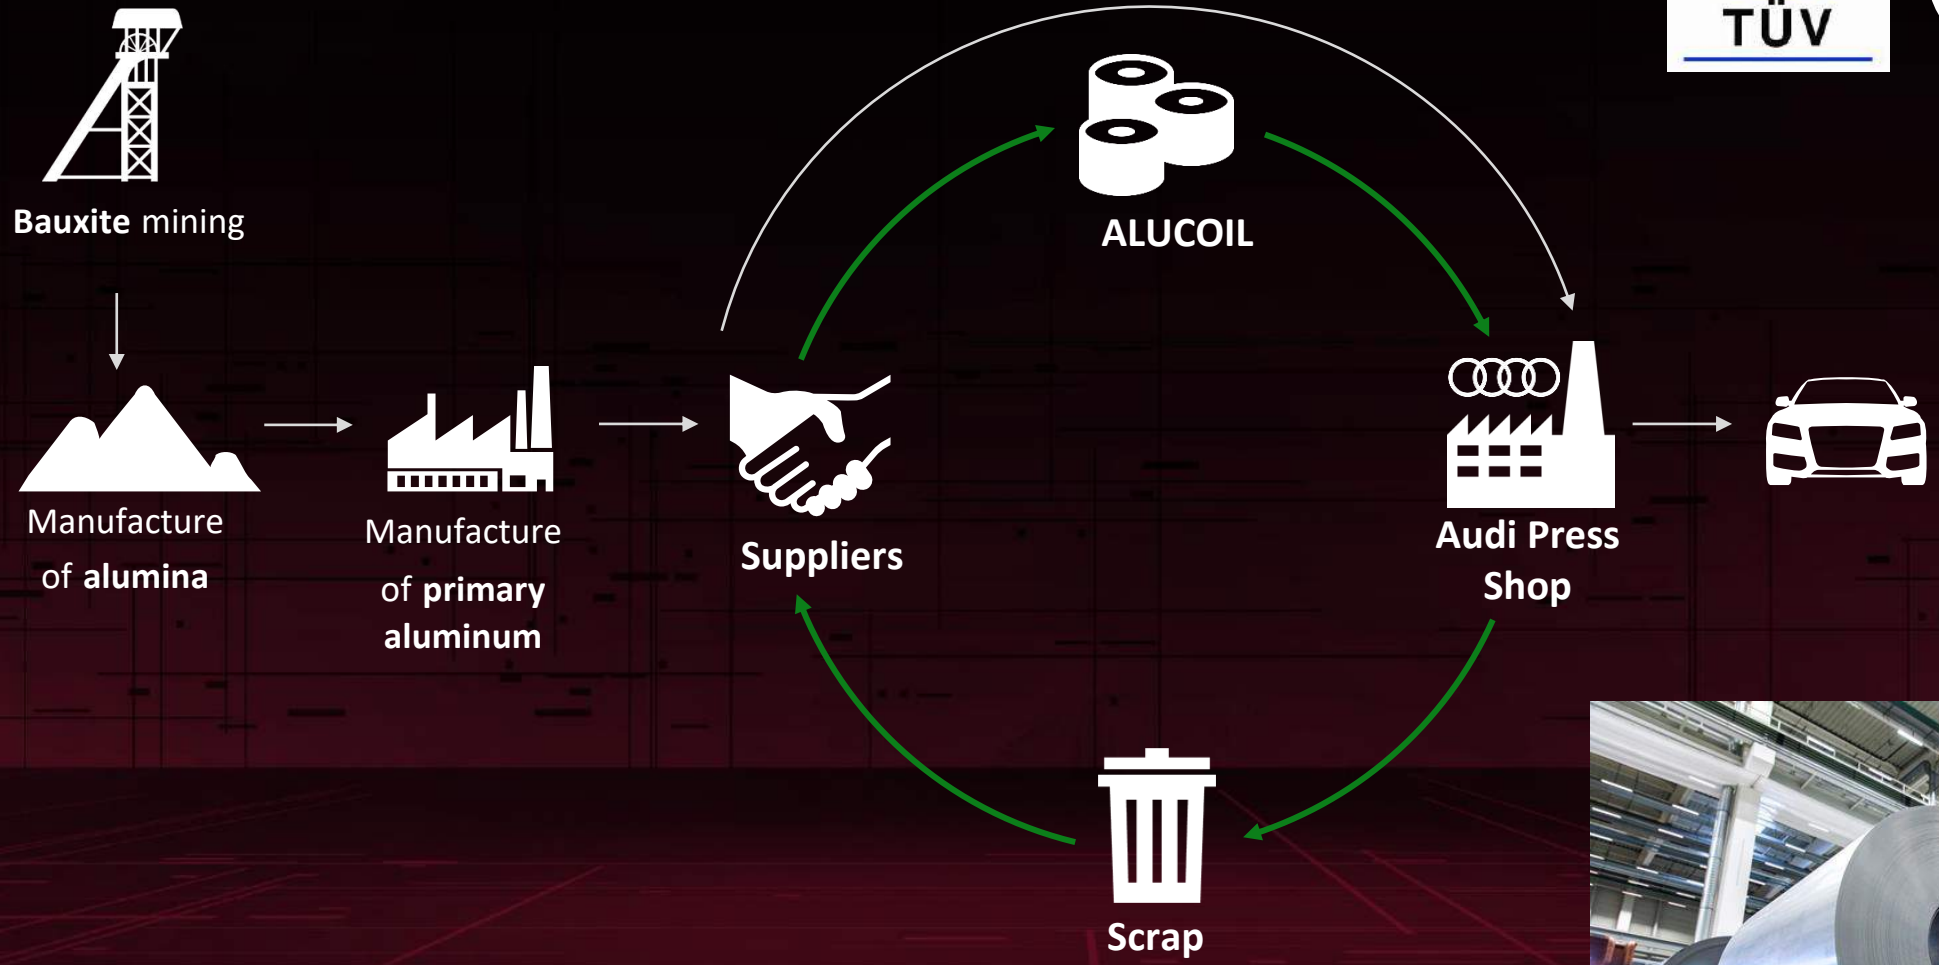 TÜV
Bauxite mining
ALUCOIL
Manufacture
of alumina
Manufacture
of primary
aluminum
Suppliers
Audi Press
Shop
Scrap